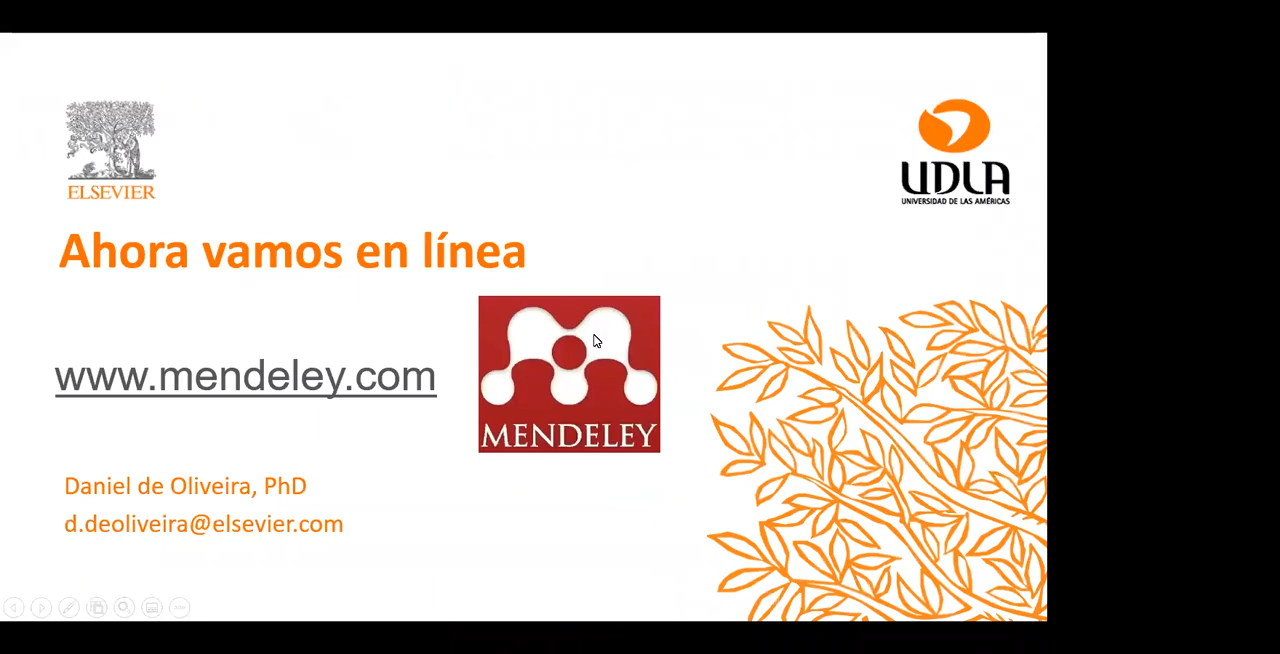 ELSEVIER
UDLA
UNIVERSIDAD DE LAS AMÉRICAS
Ahora vamos en línea
www.mendeley.com
MENDELEY
Daniel de Oliveira, PhD
d.deoliveira@elsevier.com